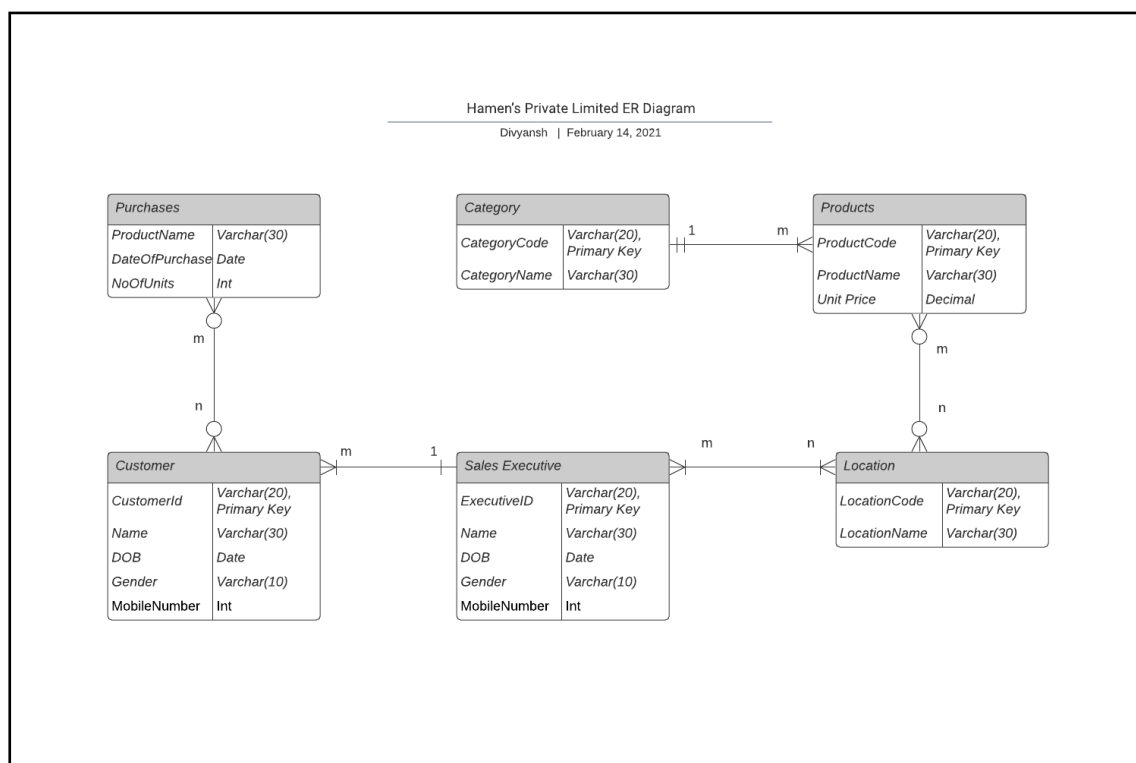 Hamen's Private Limited ER Diagram
Divyansh | February 14, 2021
Purchases
ProductName Varchar(30)
DateOfPurchase Date
NoOfUnits Int
Category
CategoryCode Varchar(20),
Primary Key
CategoryName Varchar(30)
1 m
Products
ProductCode Varchar(20),
Primary Key
ProductName Varchar(30)
Unit Price Decimal
m
n
m
n
Customer
CustomerId Varchar(20),
Primary Key
Name Varchar(30)
DOB Date
Gender Varchar(10)
MobileNumber Int
m 1
Sales Executive
ExecutiveID Varchar(20),
Primary Key
Name Varchar(30)
DOB Date
Gender Varchar(10)
MobileNumber Int
m n
Location
LocationCode Varchar(20),
Primary Key
LocationName Varchar(30)